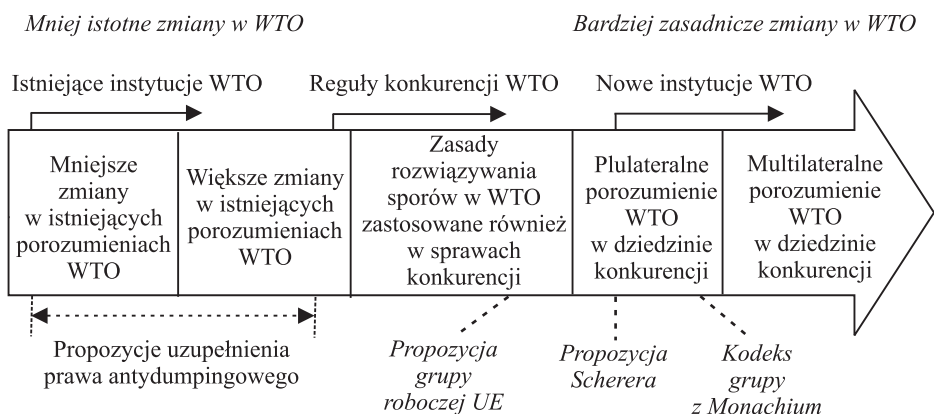 Mniej istotne zmiany w WTO
Bardziej zasadnicze zmiany w WTO
Istniejące instytucje WTO
Reguły konkurencji WTO
Nowe instytucje WTO
Mniejsze
zmiany
w istniejących
porozumieniach
WTO
Większe zmiany
w istniejących
porozumieniach
WTO
Zasady
rozwiązywania
sporów w WTO
zastosowane również
w sprawach
konkurencji
Plulateralne
porozumienie
WTO
w dziedzinie
konkurencji
Multilateralne
porozumienie
WTO
w dziedzinie
konkurencji
Propozycje uzupełnienia
prawa antydumpingowego
Propozycja
grupy
roboczej UE
Propozycja
Scherera
Kodeks
grupy
z Monachium